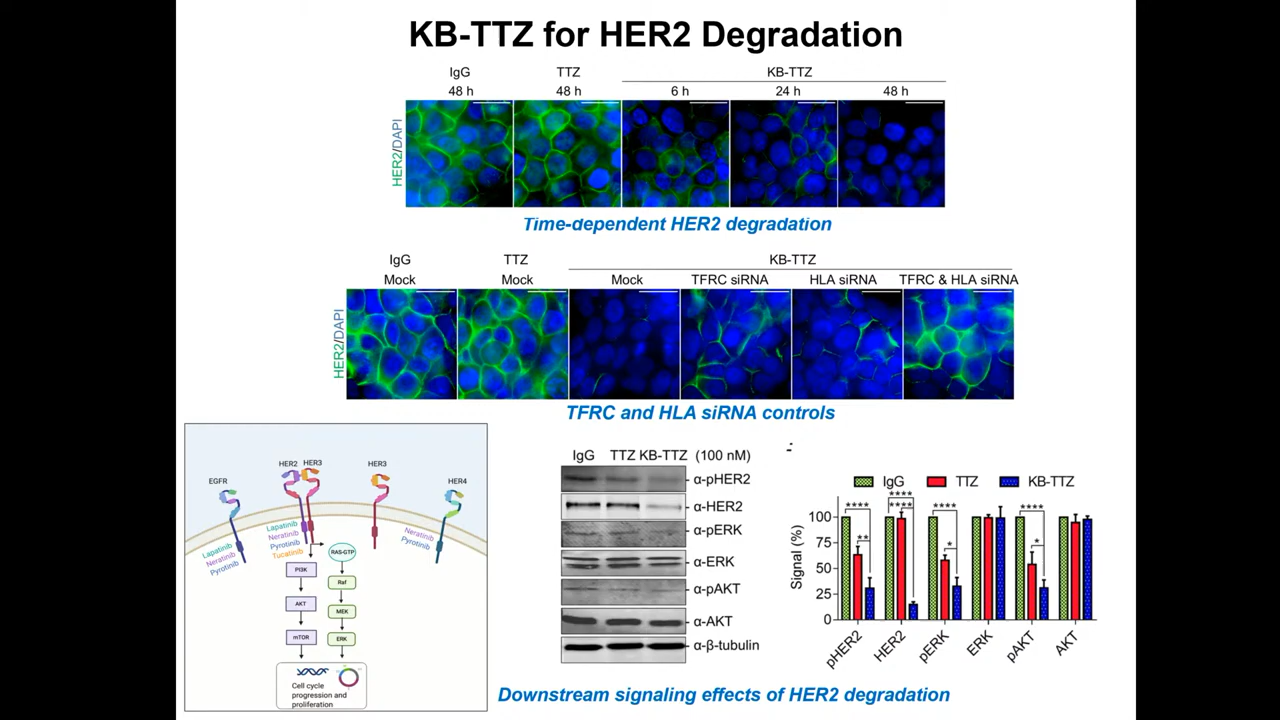 KB-TTZ for HER2 Degradation
IgG TTZ KB-TTZ
48 h 48 h 6 h 24 h 48 h
HER2/DAPI
Time-dependent HER2 degradation
IgG TTZ KB-TTZ
Mock Mock Mock TFRC siRNA HLA siRNA TFRC & HLA siRNA
HER2/DAPI
TFRC and HLA siRNA controls
EGFR HER2 HER3 HER3 HER4
Lapatinib
Neratinib
Pyrotinib
Lapatinib
Neratinib
Pyrotinib
Tucatinib
Neratinib
Pyrotinib
RAS-GTP
PI3K
Raf
AKT
MEK
mTOR
ERK
Cell cycle
progression and
proliferation
IgG TTZ KB-TTZ (100 nM)
α-pHER2
α-HER2
α-pERK
α-ERK
α-pAKT
α-AKT
α-β-tubulin
IgG TTZ KB-TTZ
Signal (%)
100
75
50
25
0
**** ** **** **** **** * **** *
pHER2 HER2 pERK ERK pAKT AKT
Downstream signaling effects of HER2 degradation